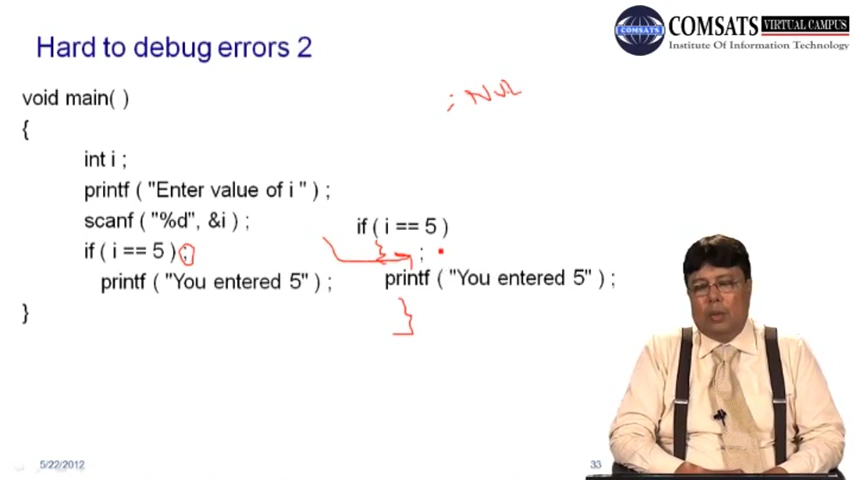 Hard to debug errors 2
COMSATS VIRTUAL CAMPUS
Institute Of Information Technology
COMSATS
void main( )
{
int i ;
printf ( "Enter value of i " ) ;
scanf ( "%d", &i ) ;
if ( i == 5 ) ;
printf ( "You entered 5" ) ;
}
; Null
if ( i == 5 )
{
;
printf ( "You entered 5" ) ;
}
5/22/2012
33